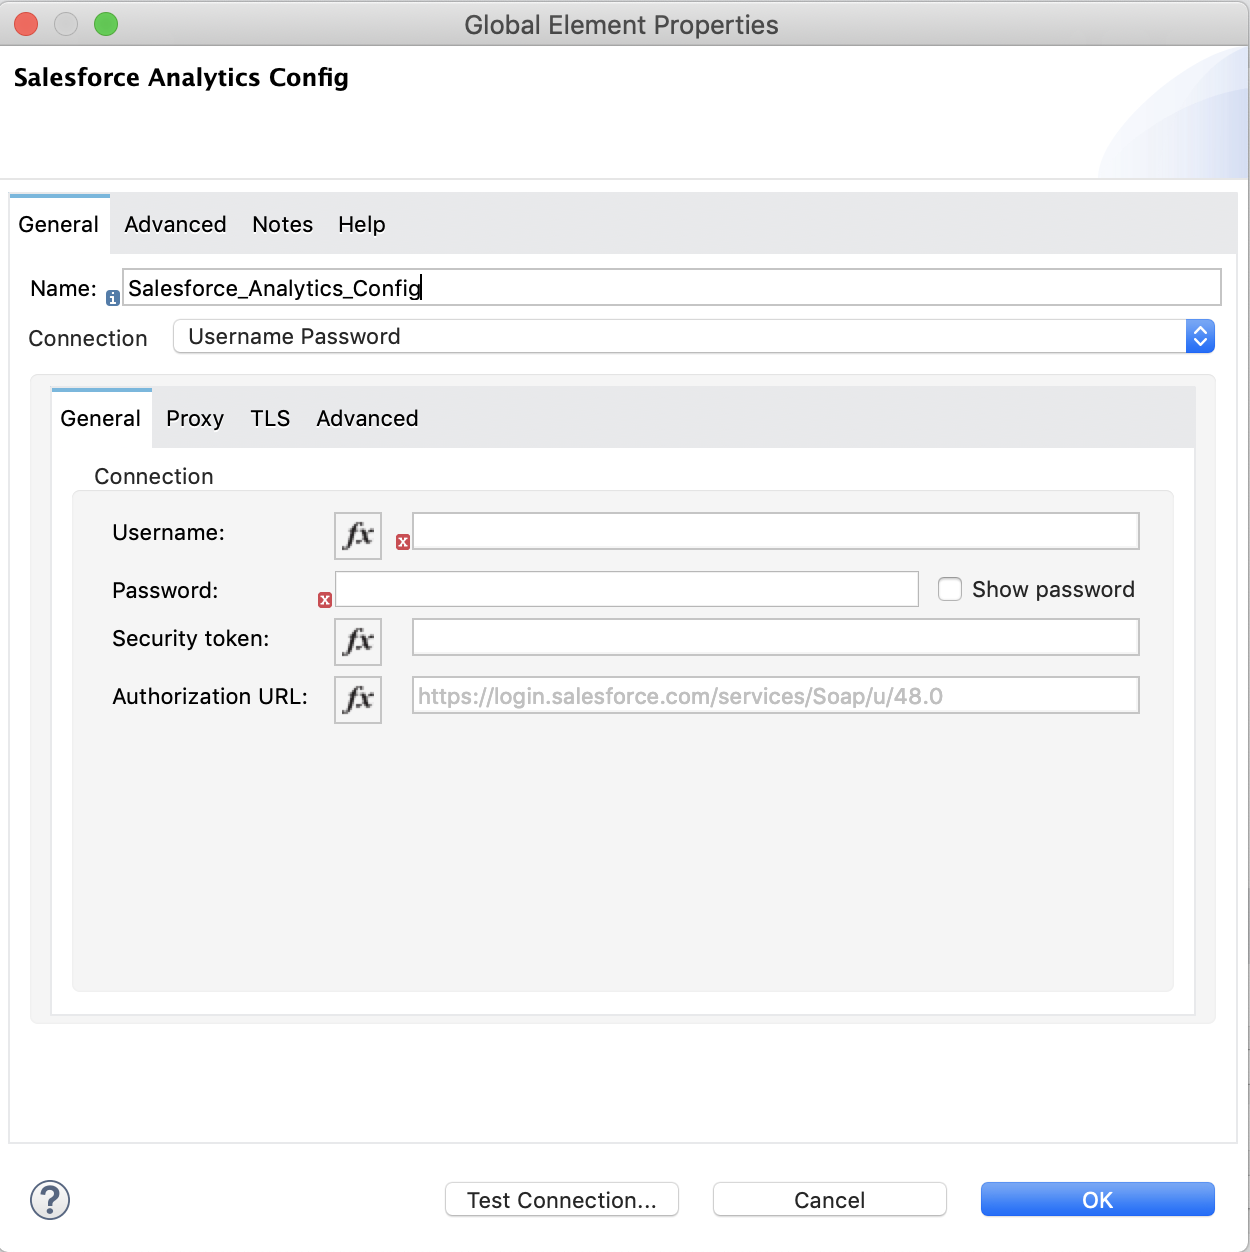 Global Element Properties
Salesforce Analytics Config
General Advanced Notes Help
Name: Salesforce_Analytics_Config
Connection Username Password
General Proxy TLS Advanced
Connection
Username: fx
Password: Show password
Security token: fx
Authorization URL: fx https://login.salesforce.com/services/Soap/u/48.0
? Test Connection... Cancel OK